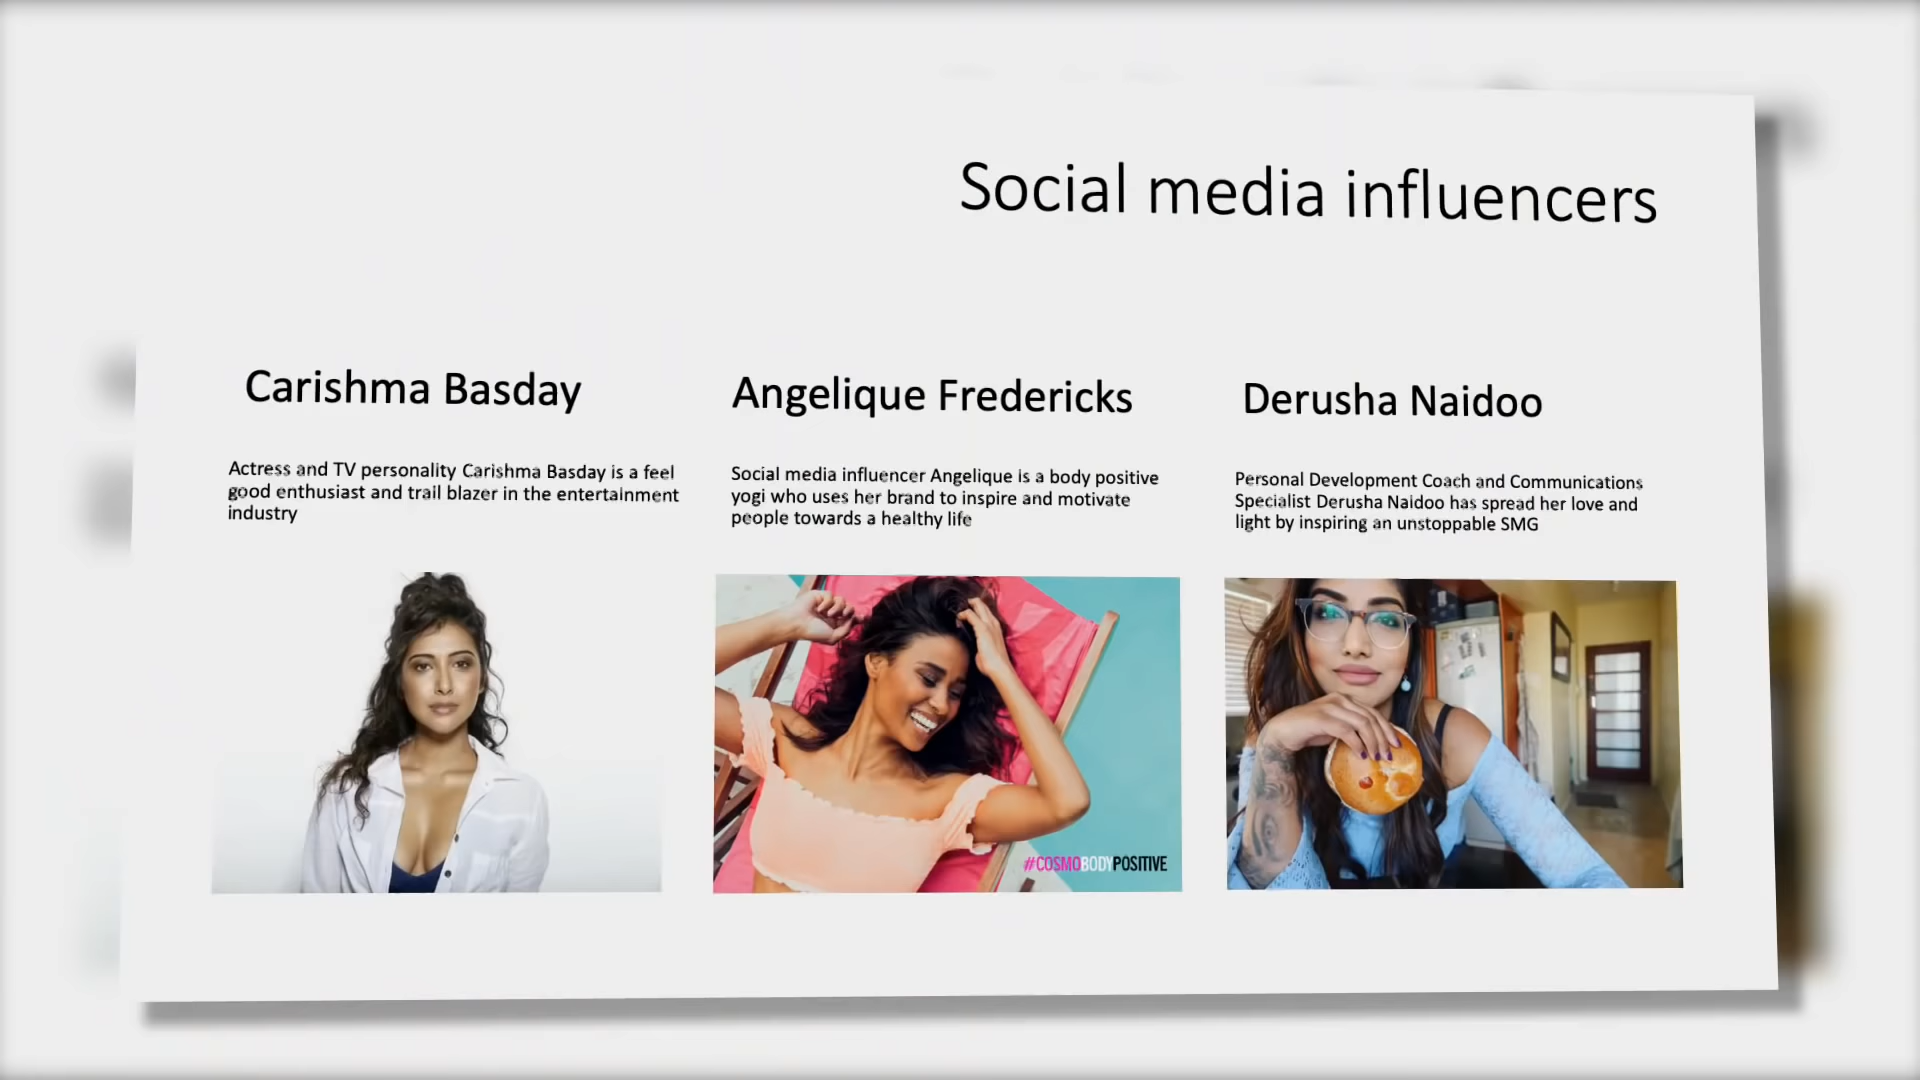 Social media influencers
Carishma Basday
Actress and TV personality Carishma Basday is a feel
good enthusiast and trail blazer in the entertainment
industry
Angelique Fredericks
Social media influencer Angelique is a body positive
yogi who uses her brand to inspire and motivate
people towards a healthy life
Derusha Naidoo
Personal Development Coach and Communications
Specialist Derusha Naidoo has spread her love and
light by inspiring an unstoppable SMG
#COSMOBODYPOSITIVE